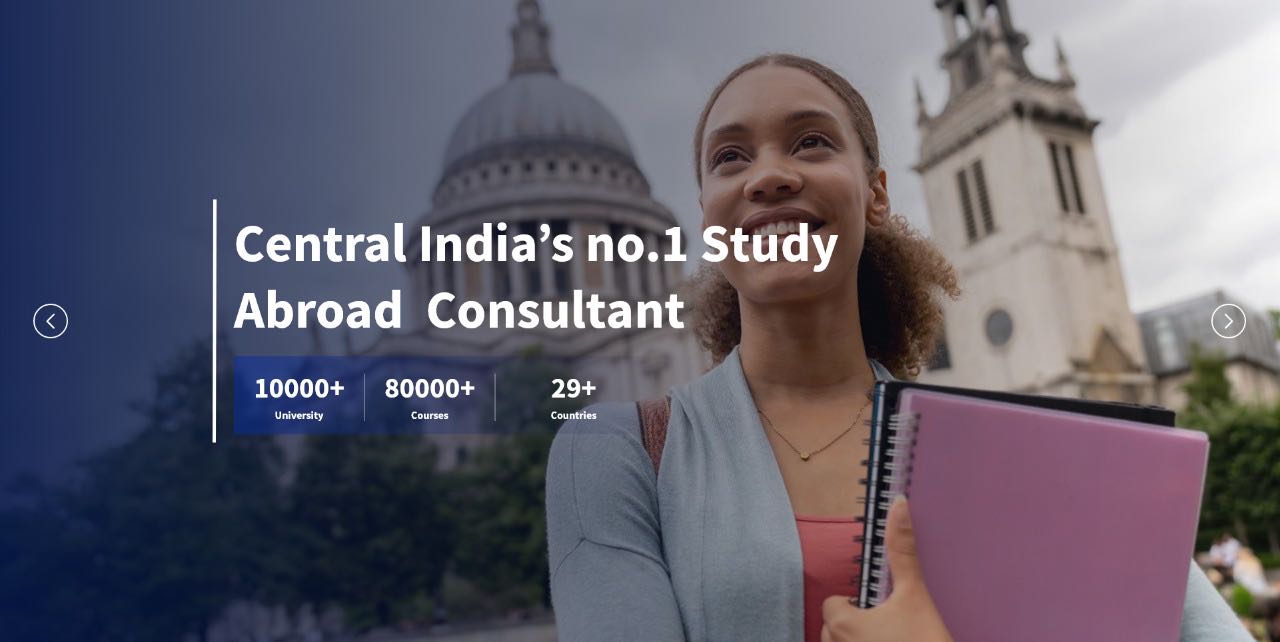 Central India’s no.1 Study
Abroad  Consultant
10000+ 80000+ 29+
University Courses Countries